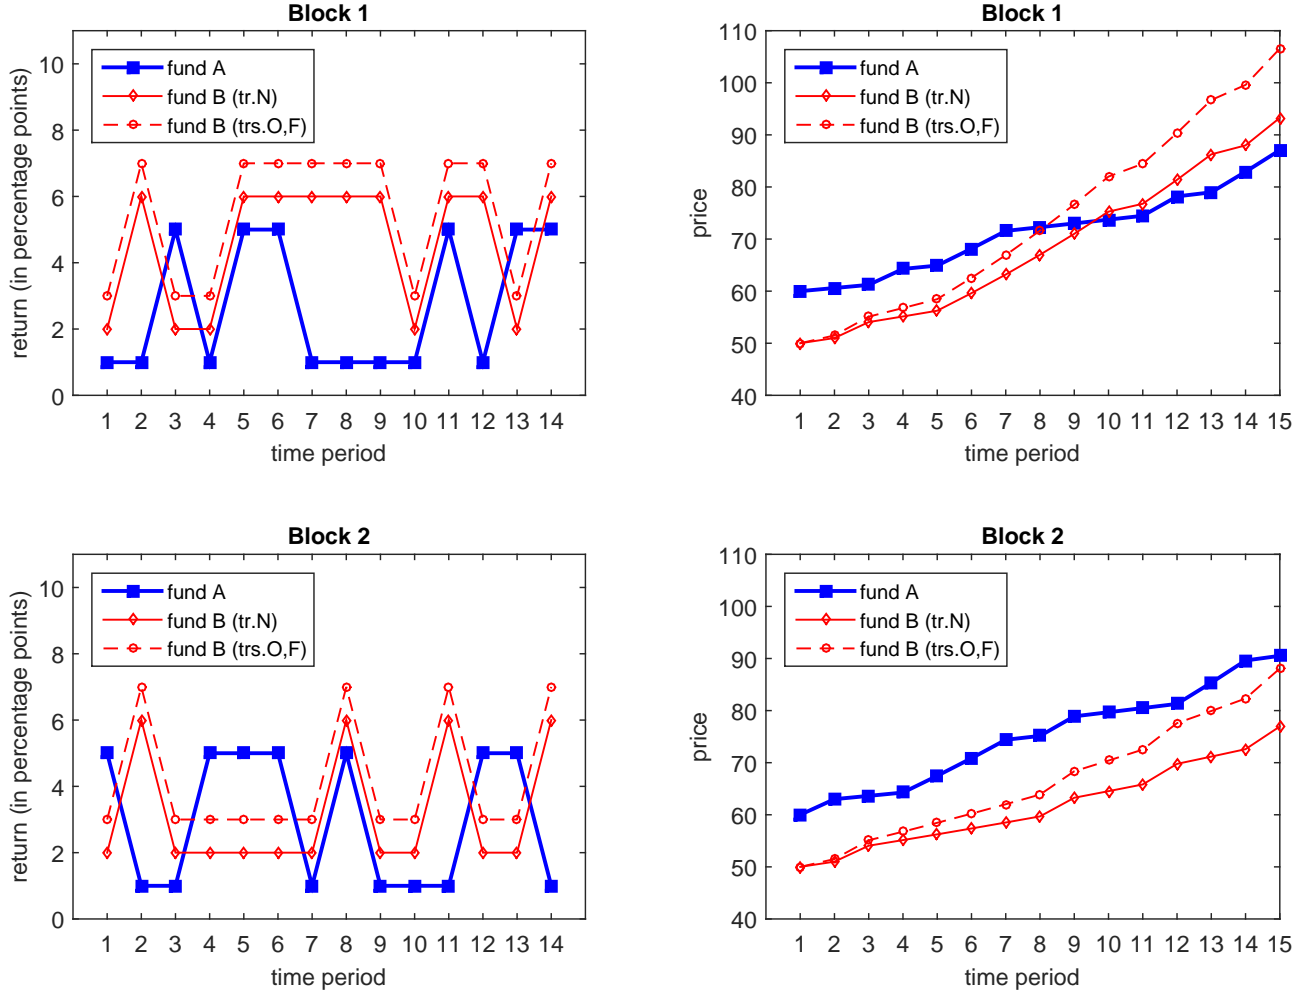 Block 1
return (in percentage points)
10
8
6
4
2
0
fund A
fund B (tr.N)
fund B (trs.O,F)
1 2 3 4 5 6 7 8 9 10 11 12 13 14
time period
Block 1
price
110
100
90
80
70
60
50
40
fund A
fund B (tr.N)
fund B (trs.O,F)
1 2 3 4 5 6 7 8 9 10 11 12 13 14 15
time period
Block 2
return (in percentage points)
10
8
6
4
2
0
fund A
fund B (tr.N)
fund B (trs.O,F)
1 2 3 4 5 6 7 8 9 10 11 12 13 14
time period
Block 2
price
110
100
90
80
70
60
50
40
fund A
fund B (tr.N)
fund B (trs.O,F)
1 2 3 4 5 6 7 8 9 10 11 12 13 14 15
time period